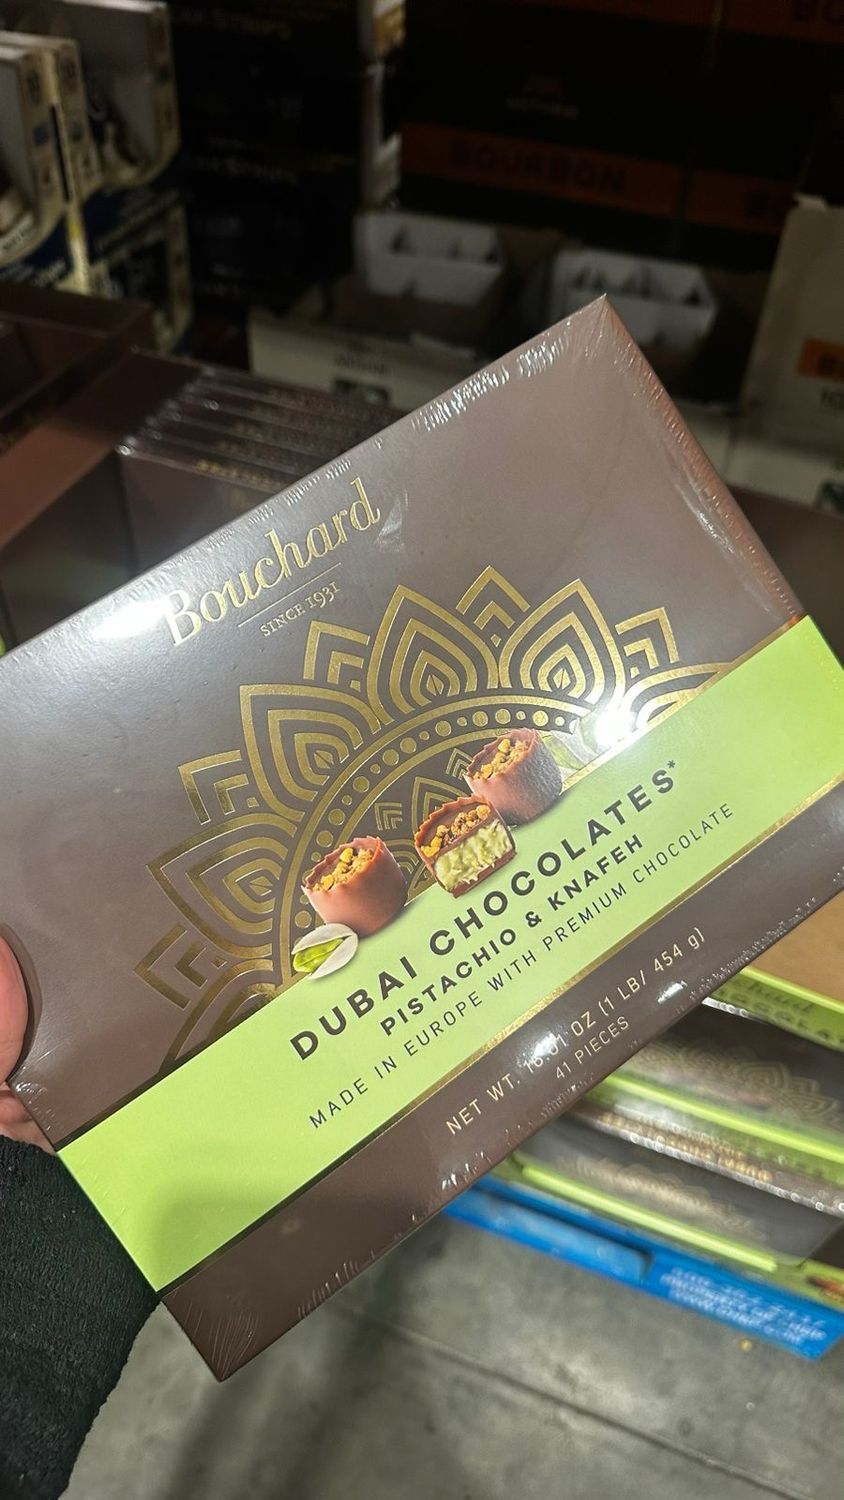 BOURBON
Bouchard
SINCE 1931
DUBAI CHOCOLATES*
PISTACHIO & KNAFEH
MADE IN EUROPE WITH PREMIUM CHOCOLATE
NET WT. 16.01 OZ (1 LB/ 454 g)
41 PIECES